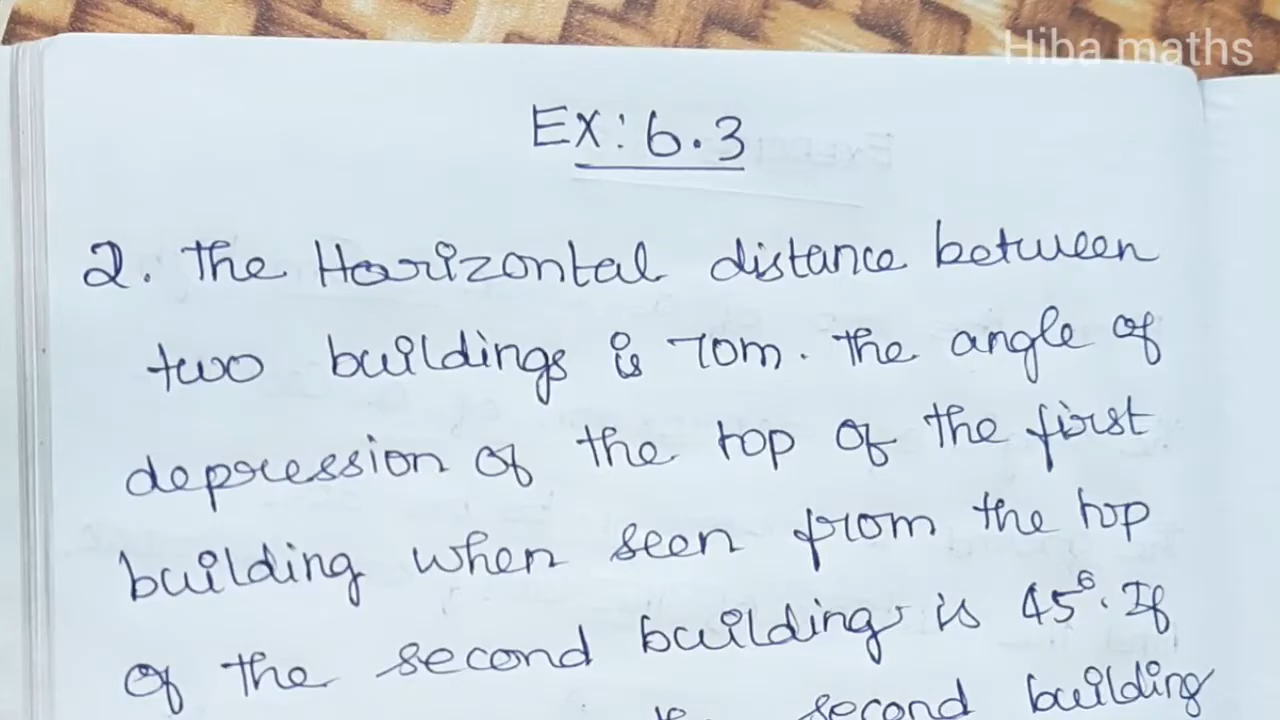 Hiba maths
Ex: 6.3
2. The Horizontal distance between
two buildings is 70m. The angle of
depression of the top of the first
building when seen from the top
of the second building is 45°. If
second building